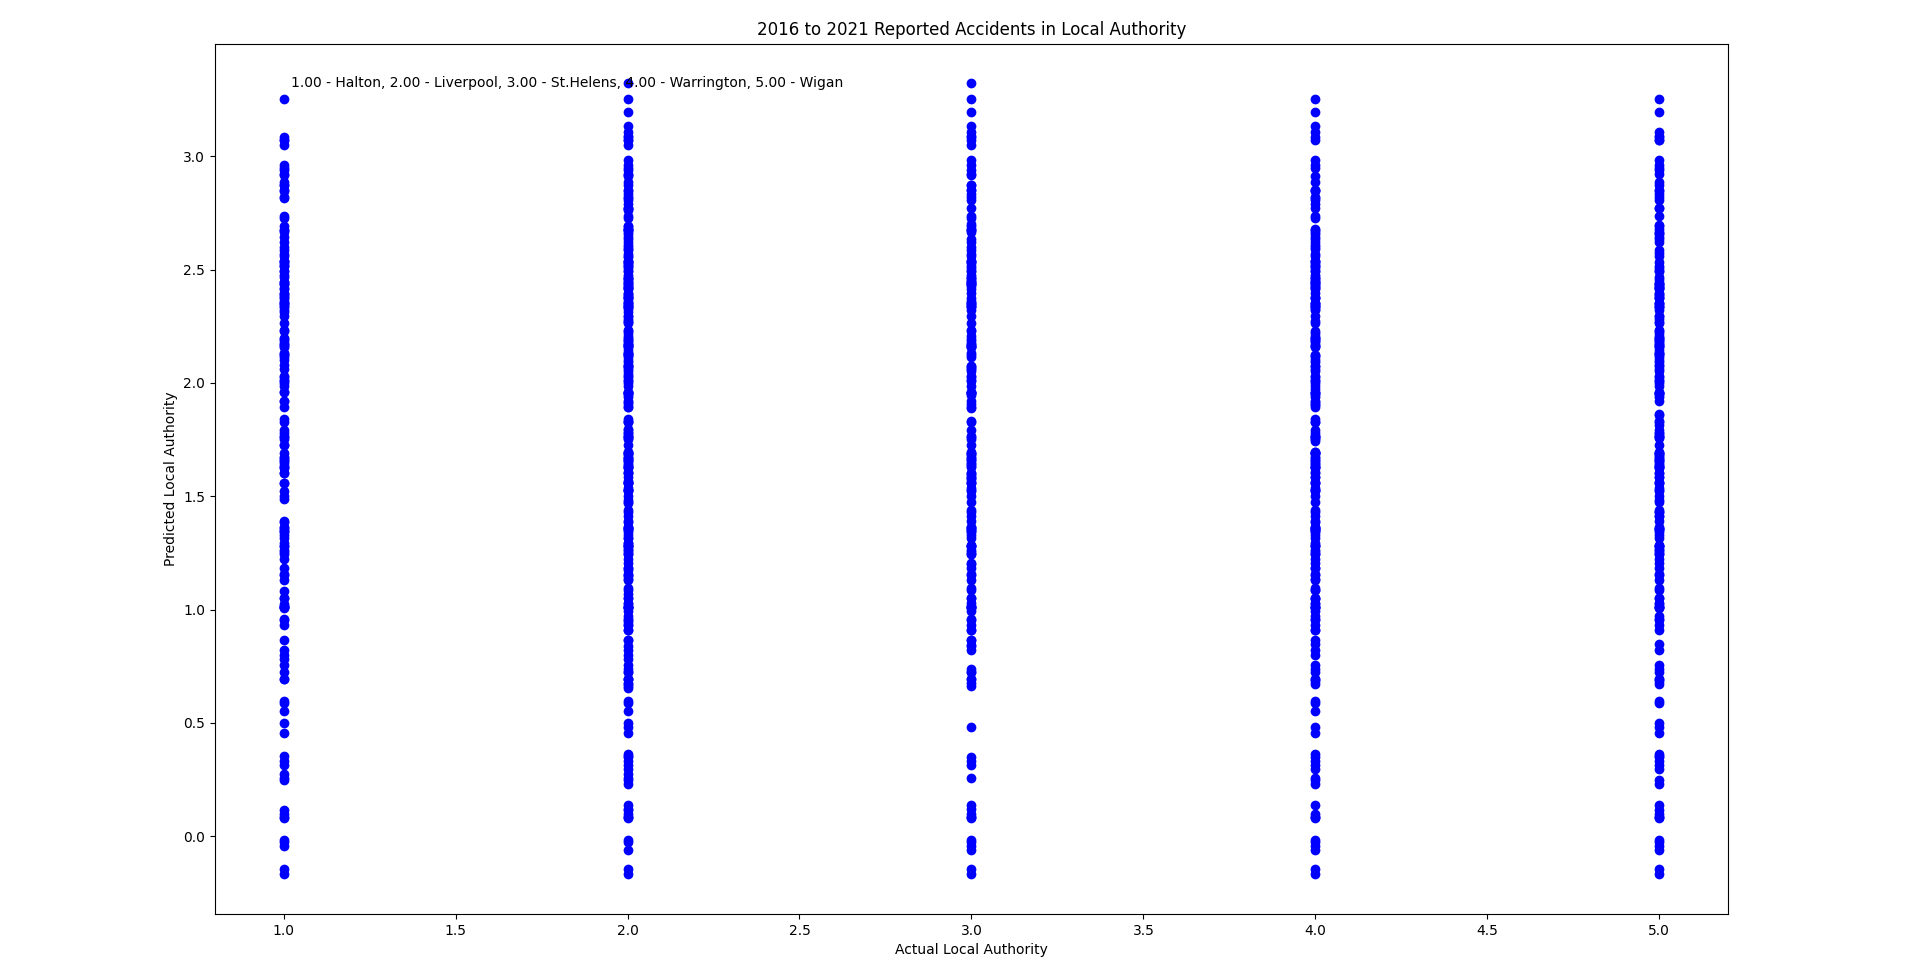 2016 to 2021 Reported Accidents in Local Authority
1.00 - Halton, 2.00 - Liverpool, 3.00 - St.Helens, 4.00 - Warrington, 5.00 - Wigan
3.0
2.5
2.0
1.5
1.0
0.5
0.0
Predicted Local Authority
1.0 1.5 2.0 2.5 3.0 3.5 4.0 4.5 5.0
Actual Local Authority